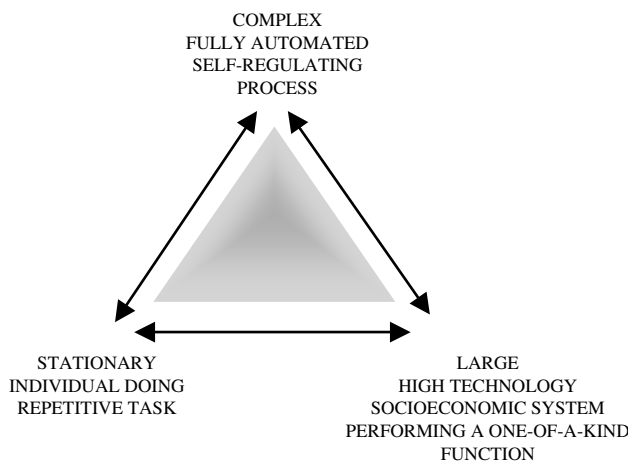 COMPLEX
FULLY AUTOMATED
SELF-REGULATING
PROCESS
STATIONARY
INDIVIDUAL DOING
REPETITIVE TASK
LARGE
HIGH TECHNOLOGY
SOCIOECONOMIC SYSTEM
PERFORMING A ONE-OF-A-KIND
FUNCTION